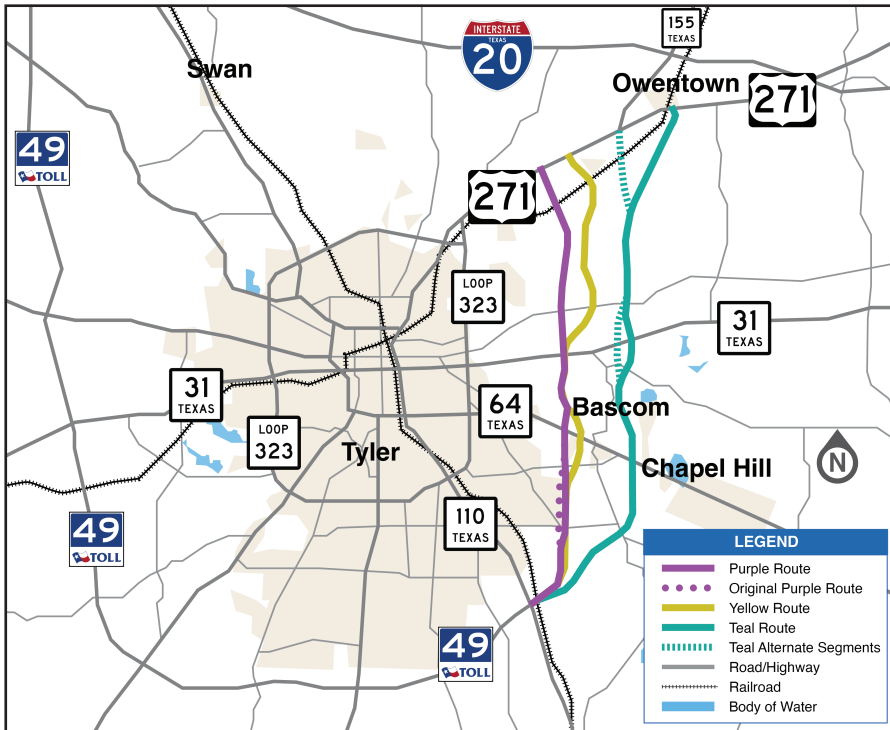 155
TEXAS
INTERSTATE
TEXAS
20
Swan
Owentown
271
49
TOLL
271
LOOP
323
31
TEXAS
31
TEXAS
64
TEXAS
Bascom
LOOP
323
Tyler
N
Chapel Hill
110
TEXAS
49
TOLL
49
TOLL
LEGEND
Purple Route
Original Purple Route
Yellow Route
Teal Route
Teal Alternate Segments
Road/Highway
Railroad
Body of Water